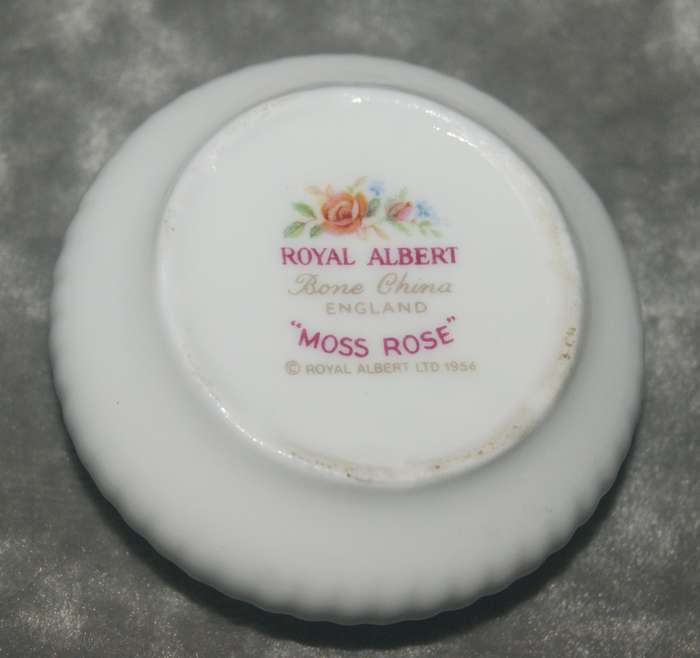 ROYAL ALBERT
Bone China
ENGLAND
"MOSS ROSE"
© ROYAL ALBERT LTD 1956